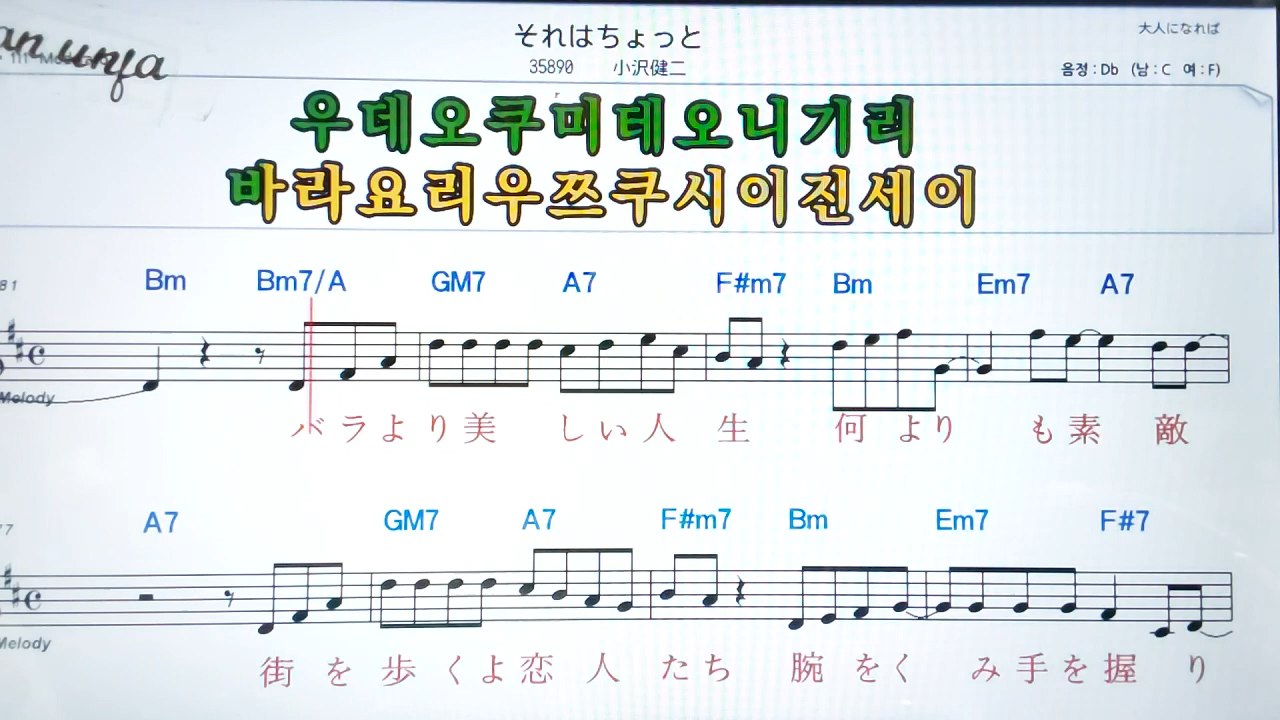 それはちょっと
大人になれば
35890 小沢健二
음정:Db (남:C 여:F)
우데오쿠미테오니기리
바라요리우쯔쿠시이진세이
81
Bm Bm7/A GM7 A7 F#m7 Bm Em7 A7
Melody
バラより美しい人生 何よりも素敵
77
A7 GM7 A7 F#m7 Bm Em7 F#7
Melody
街を歩くよ恋人たち 腕をくみ手を握り